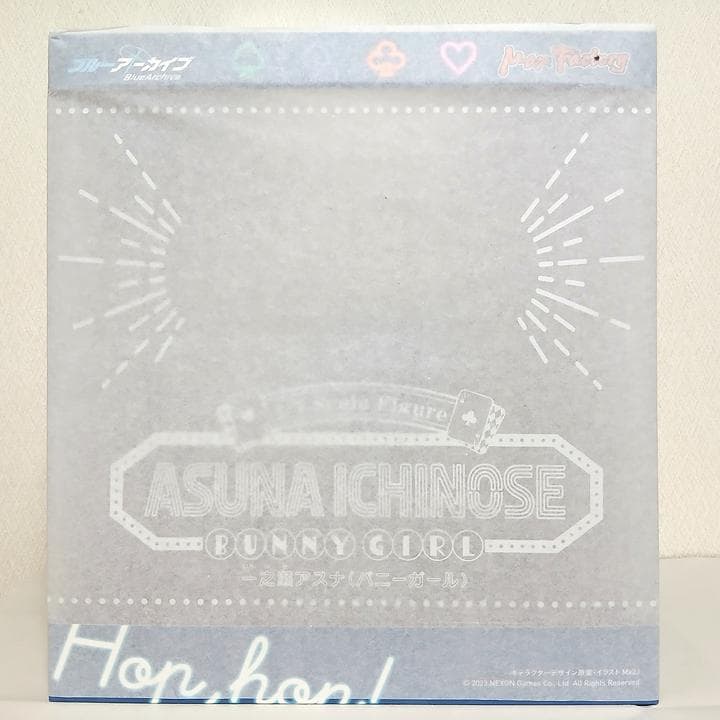 ブルーアーカイブ
BlueArchive
Max Factory
Scale Figure
ASUNA ICHINOSE
BUNNY GIRL
一之瀬アスナ(バニーガール)
Hop, hop!
キャラクターデザイン原案・イラスト Mx2J
© 2023 NEXON Games Co., Ltd. All Rights Reserved.